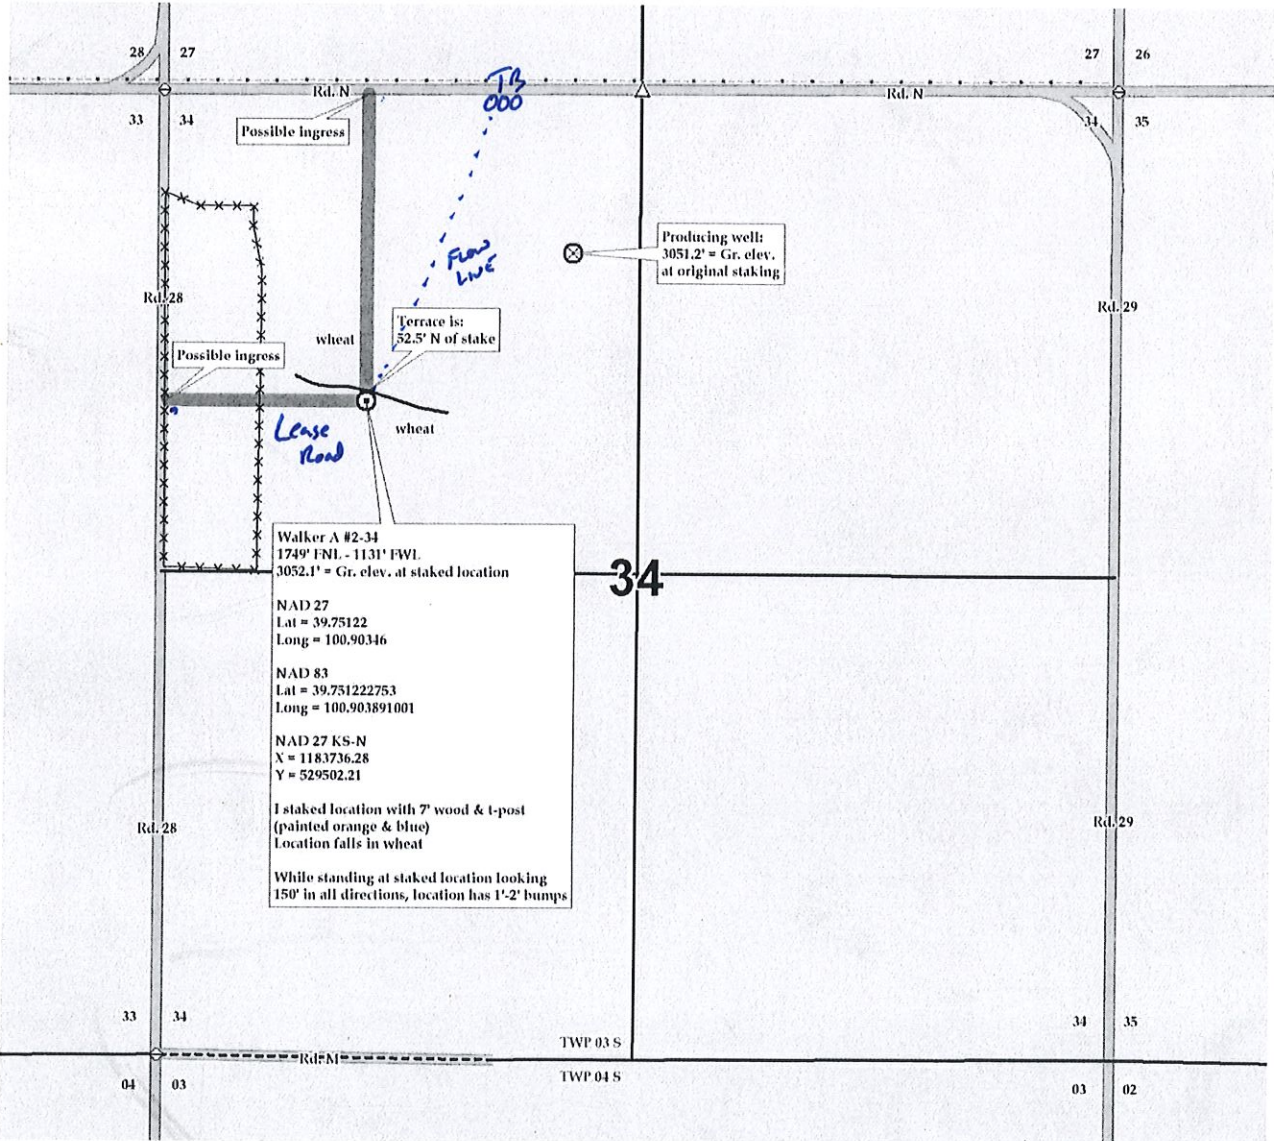 28 27
27 26
Rd. N
TB
000
Rd. N
33 34
34 35
Possible ingress
Producing well:
3051.2' = Gr. elev.
at original staking
FLOW
LINE
Rd. 28
Rd. 29
Terrace is:
52.5' N of stake
wheat
Possible ingress
wheat
Lease
Road
Walker A #2-34
1749' FNL - 1131' FWL
3052.1' = Gr. elev. at staked location
NAD 27
Lat = 39.75122
Long = 100.90346
NAD 83
Lat = 39.751222753
Long = 100.903891001
NAD 27 KS-N
X = 1183736.28
Y = 529502.21
I staked location with 7' wood & t-post
(painted orange & blue)
Location falls in wheat
While standing at staked location looking
150' in all directions, location has 1'-2' bumps
34
Rd. 28
Rd. 29
33 34
34 35
TWP 03 S
Rd. M
TWP 04 S
04 03
03 02